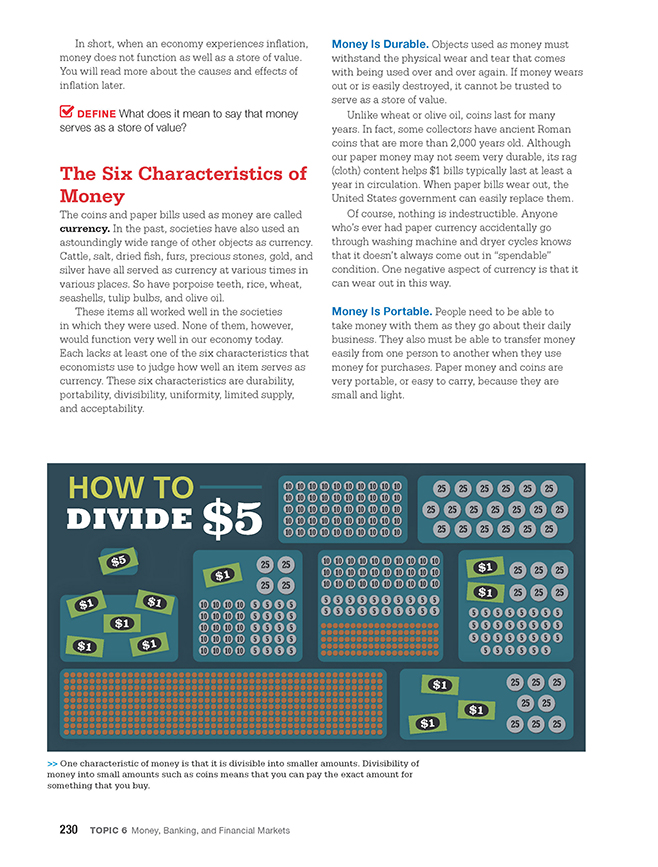 In short, when an economy experiences inflation,
money does not function as well as a store of value.
You will read more about the causes and effects of
inflation later.
DEFINE What does it mean to say that money
serves as a store of value?
The Six Characteristics of
Money
The coins and paper bills used as money are called
currency. In the past, societies have also used an
astoundingly wide range of other objects as currency.
Cattle, salt, dried fish, furs, precious stones, gold, and
silver have all served as currency at various times in
various places. So have porpoise teeth, rice, wheat,
seashells, tulip bulbs, and olive oil.
These items all worked well in the societies
in which they were used. None of them, however,
would function very well in our economy today.
Each lacks at least one of the six characteristics that
economists use to judge how well an item serves as
currency. These six characteristics are durability,
portability, divisibility, uniformity, limited supply,
and acceptability.
Money Is Durable. Objects used as money must
withstand the physical wear and tear that comes
with being used over and over again. If money wears
out or is easily destroyed, it cannot be trusted to
serve as a store of value.
Unlike wheat or olive oil, coins last for many
years. In fact, some collectors have ancient Roman
coins that are more than 2,000 years old. Although
our paper money may not seem very durable, its rag
(cloth) content helps $1 bills typically last at least a
year in circulation. When paper bills wear out, the
United States government can easily replace them.
Of course, nothing is indestructible. Anyone
who's ever had paper currency accidentally go
through washing machine and dryer cycles knows
that it doesn't always come out in "spendable"
condition. One negative aspect of currency is that it
can wear out in this way.
Money Is Portable. People need to be able to
take money with them as they go about their daily
business. They also must be able to transfer money
easily from one person to another when they use
money for purchases. Paper money and coins are
very portable, or easy to carry, because they are
small and light.
HOW TO
DIVIDE $5
10 10 10 10 10 10 10 10 10 10
10 10 10 10 10 10 10 10 10 10
10 10 10 10 10 10 10 10 10 10
10 10 10 10 10 10 10 10 10 10
10 10 10 10 10 10 10 10 10 10
25 25 25 25 25 25
25 25 25 25 25 25 25
25 25 25 25 25 25 25
$5
$1 $1
$1
$1 $1
$1
25 25
25 25
10 10 10 10 5 5 5 5
10 10 10 10 5 5 5 5
10 10 10 10 5 5 5 5
10 10 10 10 5 5 5 5
10 10 10 10 5 5 5 5
10 10 10 10 10 10 10 10 10 10
10 10 10 10 10 10 10 10 10 10
10 10 10 10 10 10 10 10 10 10
5 5 5 5 5 5 5 5 5 5
5 5 5 5 5 5 5 5 5 5
$1 25 25 25
$1 25 25 25
5 5 5 5 5 5 5 5
5 5 5 5 5 5 5 5
5 5 5 5 5 5 5 5
5 5 5 5 5 5
$1 25 25 25
$1 25 25
$1 25 25 25
>> One characteristic of money is that it is divisible into smaller amounts. Divisibility of
money into small amounts such as coins means that you can pay the exact amount for
something that you buy.
230 TOPIC 6 Money, Banking, and Financial Markets